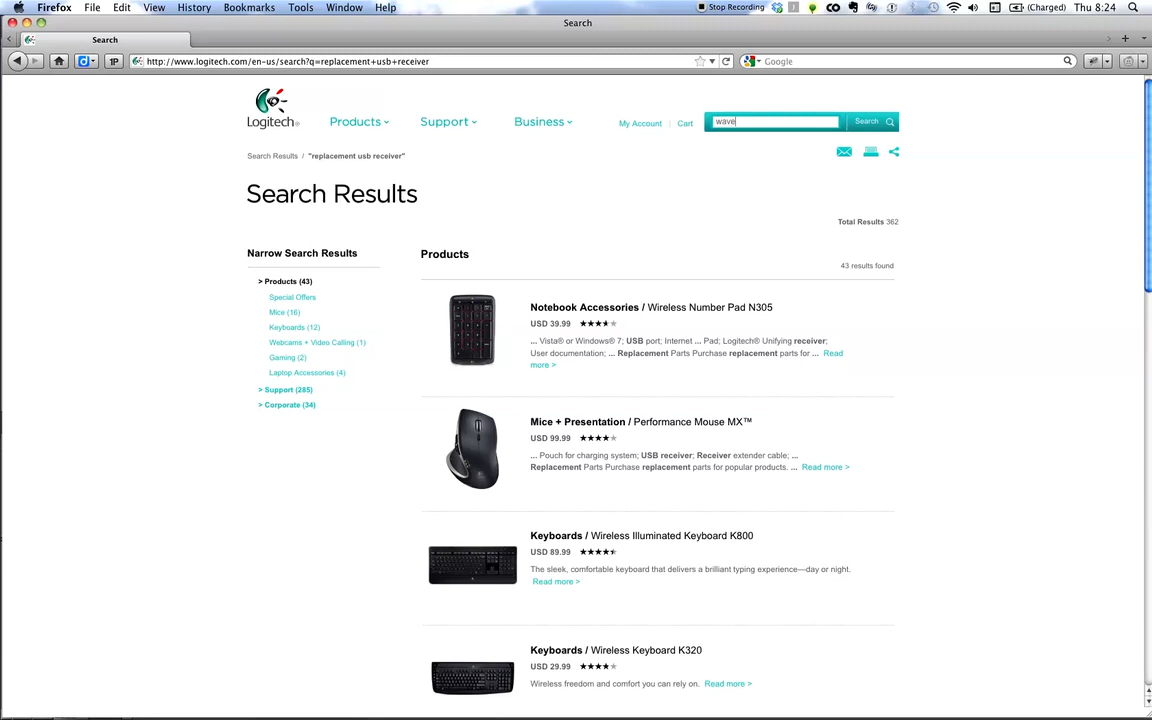 Firefox File Edit View History Bookmarks Tools Window Help Stop Recording (Charged) Thu 8:24
Search
Search
1P http://www.logitech.com/en-us/search?q=replacement+usb+receiver Google
Logitech Products Support Business My Account | Cart wave Search
Search Results / "replacement usb receiver"
Search Results
Total Results 362
Narrow Search Results
> Products (43)
Special Offers
Mice (16)
Keyboards (12)
Webcams + Video Calling (1)
Gaming (2)
Laptop Accessories (4)
> Support (285)
> Corporate (34)
Products
43 results found
Notebook Accessories / Wireless Number Pad N305
USD 39.99
... Vista® or Windows® 7; USB port; Internet ... Pad; Logitech® Unifying receiver;
User documentation; ... Replacement Parts Purchase replacement parts for ... Read
more >
Mice + Presentation / Performance Mouse MX™
USD 99.99
... Pouch for charging system; USB receiver; Receiver extender cable; ...
Replacement Parts Purchase replacement parts for popular products. ... Read more >
Keyboards / Wireless Illuminated Keyboard K800
USD 89.99
The sleek, comfortable keyboard that delivers a brilliant typing experience—day or night.
Read more >
Keyboards / Wireless Keyboard K320
USD 29.99
Wireless freedom and comfort you can rely on. Read more >